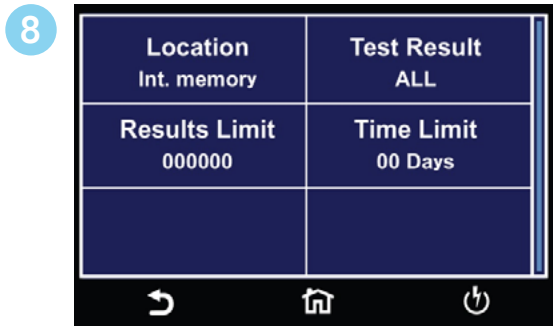 8
Location
Int. memory
Test Result
ALL
Results Limit
000000
Time Limit
00 Days